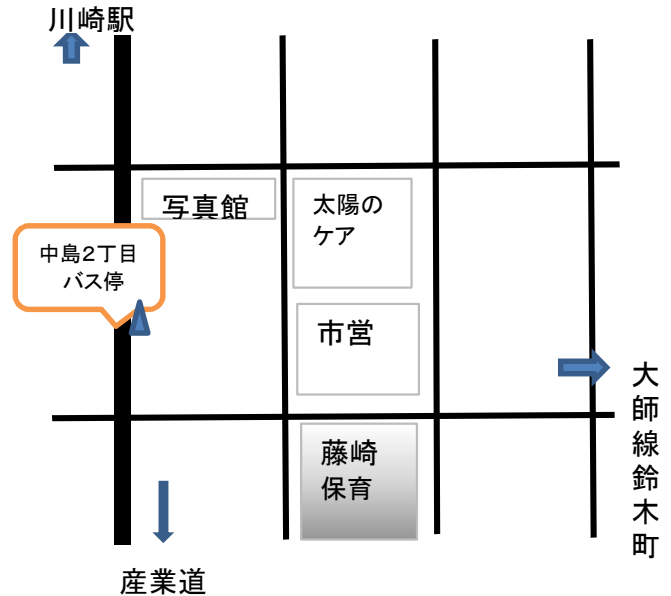 川崎駅
写真館
太陽の
ケア
中島2丁目
バス停
市営
大師線鈴木町
藤崎
保育
産業道